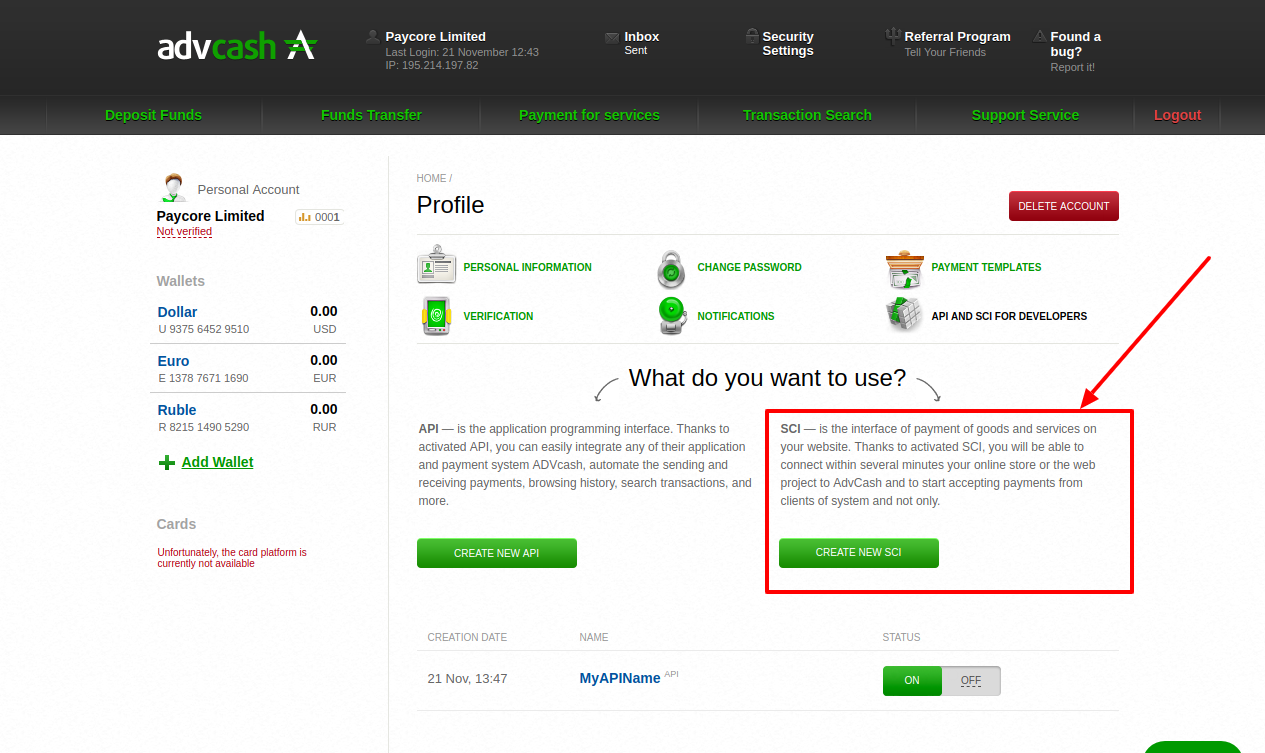 advcash
Paycore Limited
Last Login: 21 November 12:43
IP: 195.214.197.82
Inbox
Sent
Security
Settings
Referral Program
Tell Your Friends
Found a
bug?
Report it!
Deposit Funds
Funds Transfer
Payment for services
Transaction Search
Support Service
Logout
Personal Account
Paycore Limited
0001
Not verified
Wallets
Dollar 0.00
U 9375 6452 9510 USD
Euro 0.00
E 1378 7671 1690 EUR
Ruble 0.00
R 8215 1490 5290 RUR
Add Wallet
Cards
Unfortunately, the card platform is
currently not available
HOME /
Profile
DELETE ACCOUNT
PERSONAL INFORMATION
CHANGE PASSWORD
PAYMENT TEMPLATES
VERIFICATION
NOTIFICATIONS
API AND SCI FOR DEVELOPERS
What do you want to use?
API — is the application programming interface. Thanks to
activated API, you can easily integrate any of their application
and payment system ADVcash, automate the sending and
receiving payments, browsing history, search transactions, and
more.
CREATE NEW API
SCI — is the interface of payment of goods and services on
your website. Thanks to activated SCI, you will be able to
connect within several minutes your online store or the web
project to AdvCash and to start accepting payments from
clients of system and not only.
CREATE NEW SCI
CREATION DATE NAME STATUS
21 Nov, 13:47 MyAPIName API ON OFF